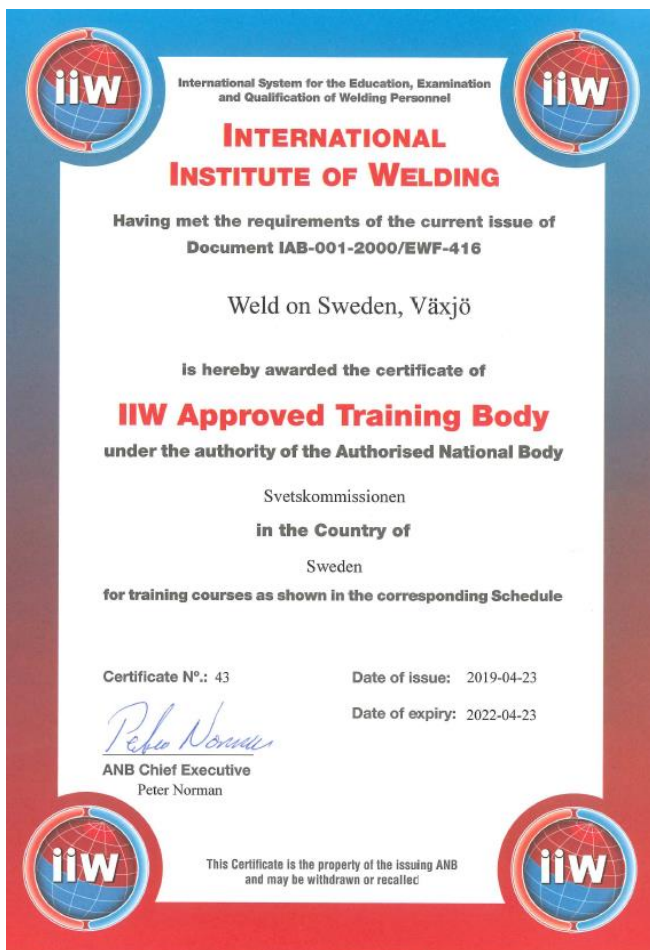 iiw
iiw
International System for the Education, Examination
and Qualification of Welding Personnel
INTERNATIONAL
INSTITUTE OF WELDING
Having met the requirements of the current issue of
Document IAB-001-2000/EWF-416
Weld on Sweden, Växjö
is hereby awarded the certificate of
IIW Approved Training Body
under the authority of the Authorised National Body
Svetskommissionen
in the Country of
Sweden
for training courses as shown in the corresponding Schedule
Certificate Nº.: 43
Date of issue: 2019-04-23
Date of expiry: 2022-04-23
Peter Norman
ANB Chief Executive
Peter Norman
iiw
iiw
This Certificate is the property of the issuing ANB
and may be withdrawn or recalled